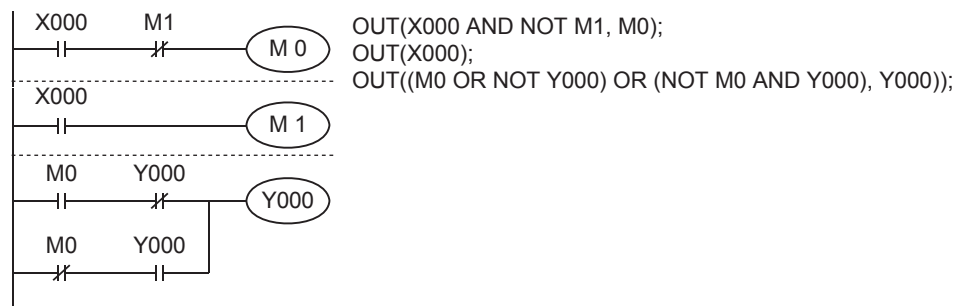 X000 M1
M 0
X000
M 1
M0 Y000
Y000
M0 Y000
OUT(X000 AND NOT M1, M0);
OUT(X000);
OUT((M0 OR NOT Y000) OR (NOT M0 AND Y000), Y000));